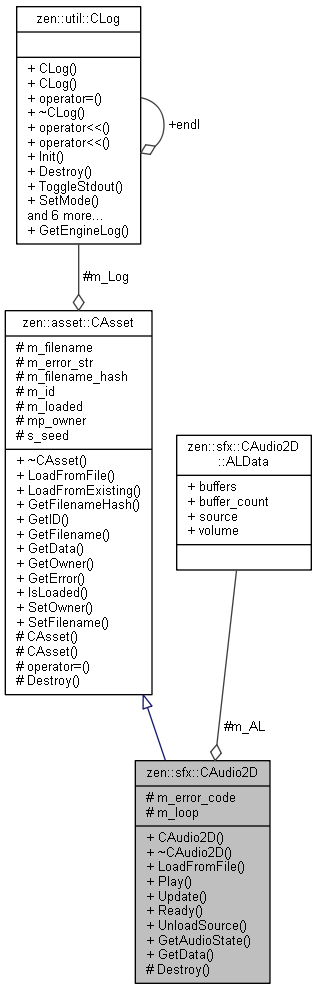 zen::util::CLog
+ CLog()
+ CLog()
+ operator=()
+ ~CLog()
+ operator<<()
+ operator<<()
+ Init()
+ Destroy()
+ ToggleStdout()
+ SetMode()
and 6 more...
+ GetEngineLog()
+endl
#m_Log
zen::asset::CAsset
# m_filename
# m_error_str
# m_filename_hash
# m_id
# m_loaded
# mp_owner
# s_seed
+ ~CAsset()
+ LoadFromFile()
+ LoadFromExisting()
+ GetFilenameHash()
+ GetID()
+ GetFilename()
+ GetData()
+ GetOwner()
+ GetError()
+ IsLoaded()
+ SetOwner()
+ SetFilename()
# CAsset()
# CAsset()
# operator=()
# Destroy()
zen::sfx::CAudio2D
::ALData
+ buffers
+ buffer_count
+ source
+ volume
#m_AL
zen::sfx::CAudio2D
# m_error_code
# m_loop
+ CAudio2D()
+ ~CAudio2D()
+ LoadFromFile()
+ Play()
+ Update()
+ Ready()
+ UnloadSource()
+ GetAudioState()
+ GetData()
# Destroy()